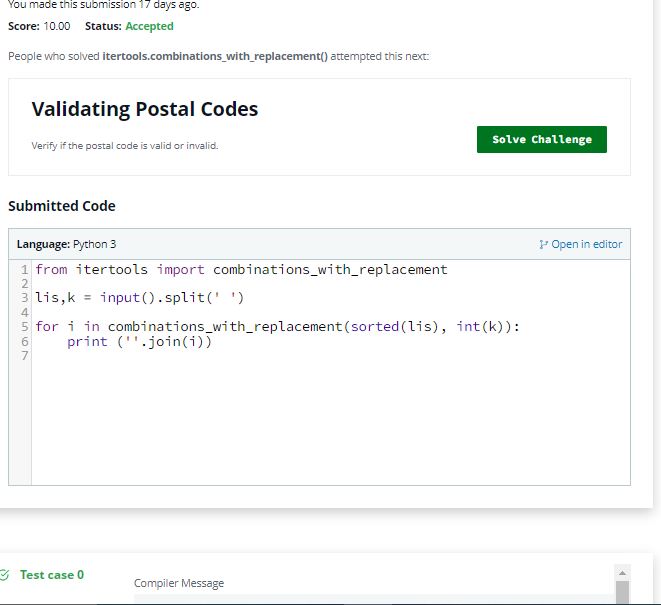 You made this submission 17 days ago.
Score: 10.00 Status: Accepted
People who solved itertools.combinations_with_replacement() attempted this next:
Validating Postal Codes
Verify if the postal code is valid or invalid.
Solve Challenge
Submitted Code
Language: Python 3 Open in editor
1 from itertools import combinations_with_replacement
2
3 lis,k = input().split(' ')
4
5 for i in combinations_with_replacement(sorted(lis), int(k)):
6     print (''.join(i))
7
Test case 0
Compiler Message